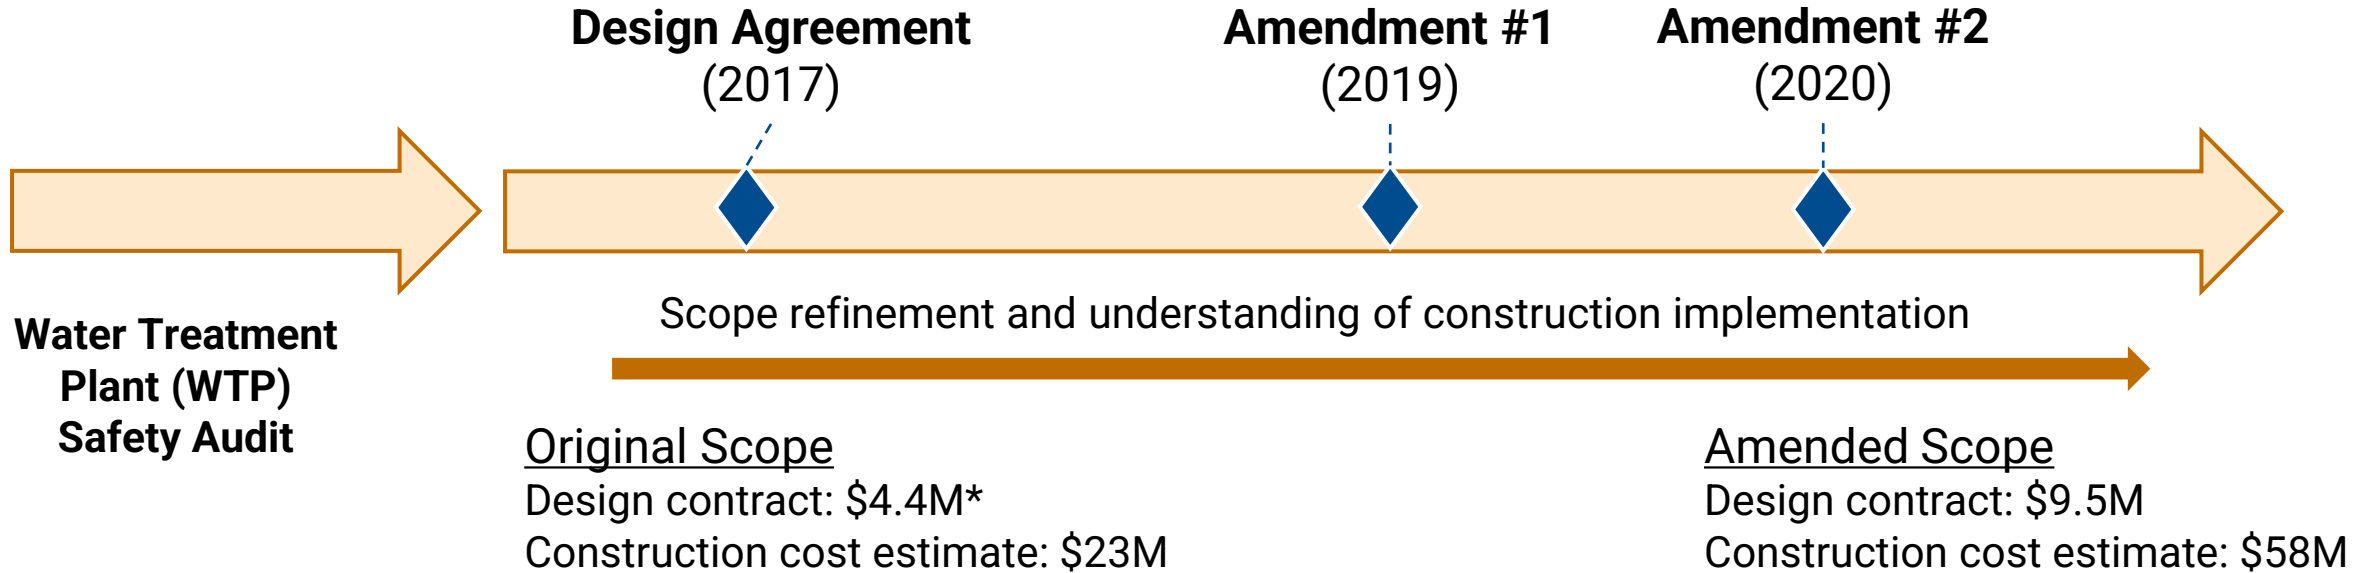 Design Agreement
(2017)
Amendment #1
(2019)
Amendment #2
(2020)
Water Treatment
Plant (WTP)
Safety Audit
Scope refinement and understanding of construction implementation
Original Scope
Design contract: $4.4M*
Construction cost estimate: $23M
Amended Scope
Design contract: $9.5M
Construction cost estimate: $58M